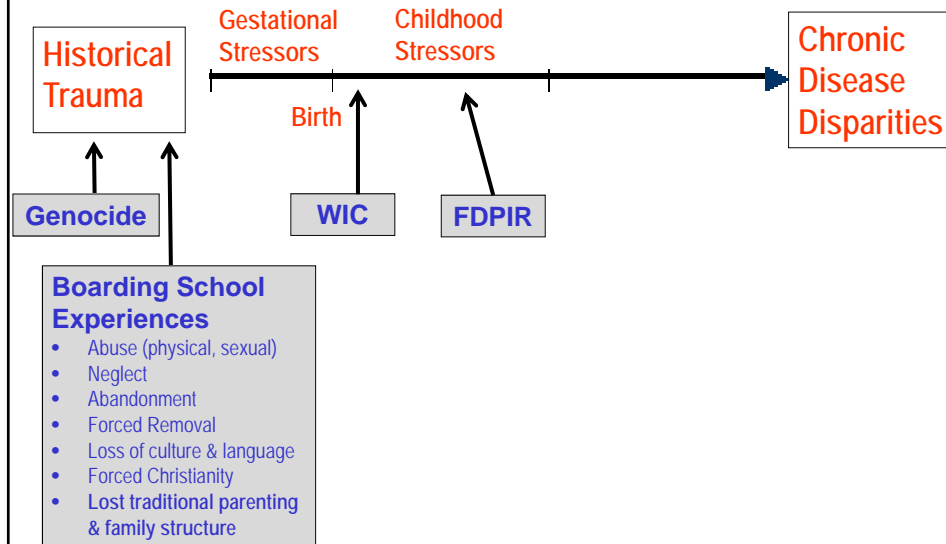 Historical
Trauma
Gestational
Stressors
Childhood
Stressors
Birth
Chronic
Disease
Disparities
Genocide
WIC
FDPIR
Boarding School
Experiences
• Abuse (physical, sexual)
• Neglect
• Abandonment
• Forced Removal
• Loss of culture & language
• Forced Christianity
• Lost traditional parenting
& family structure